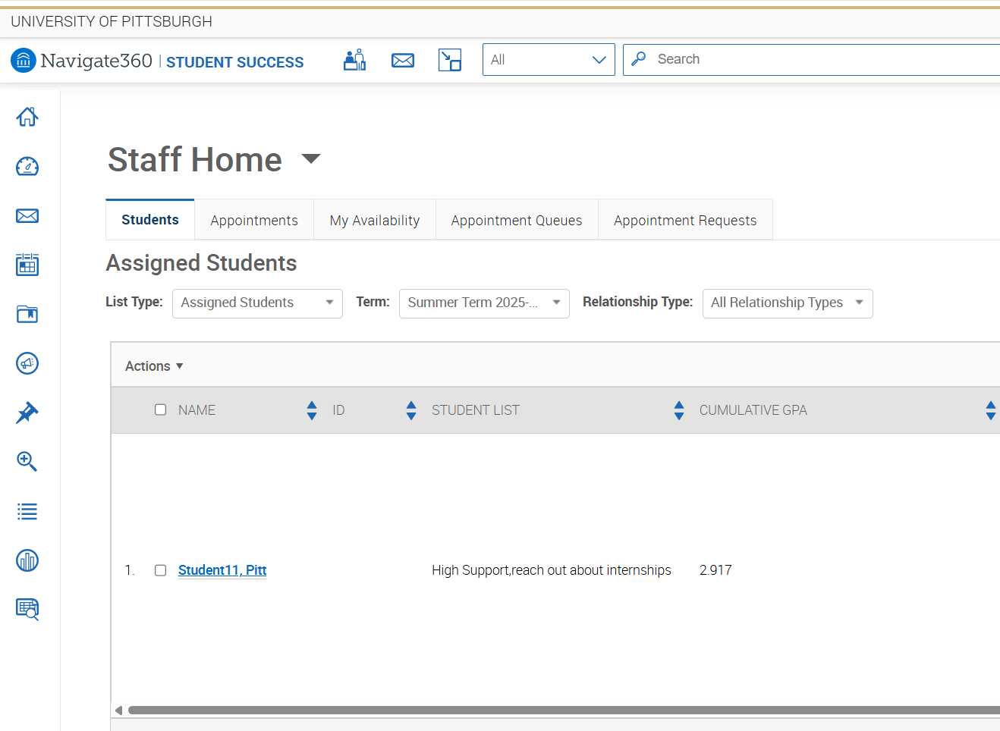 UNIVERSITY OF PITTSBURGH
Navigate360 | STUDENT SUCCESS All Search
Staff Home
Students Appointments My Availability Appointment Queues Appointment Requests
Assigned Students
List Type: Assigned Students Term: Summer Term 2025-... Relationship Type: All Relationship Types
Actions
NAME ID STUDENT LIST CUMULATIVE GPA
1. Student11, Pitt High Support,reach out about internships 2.917